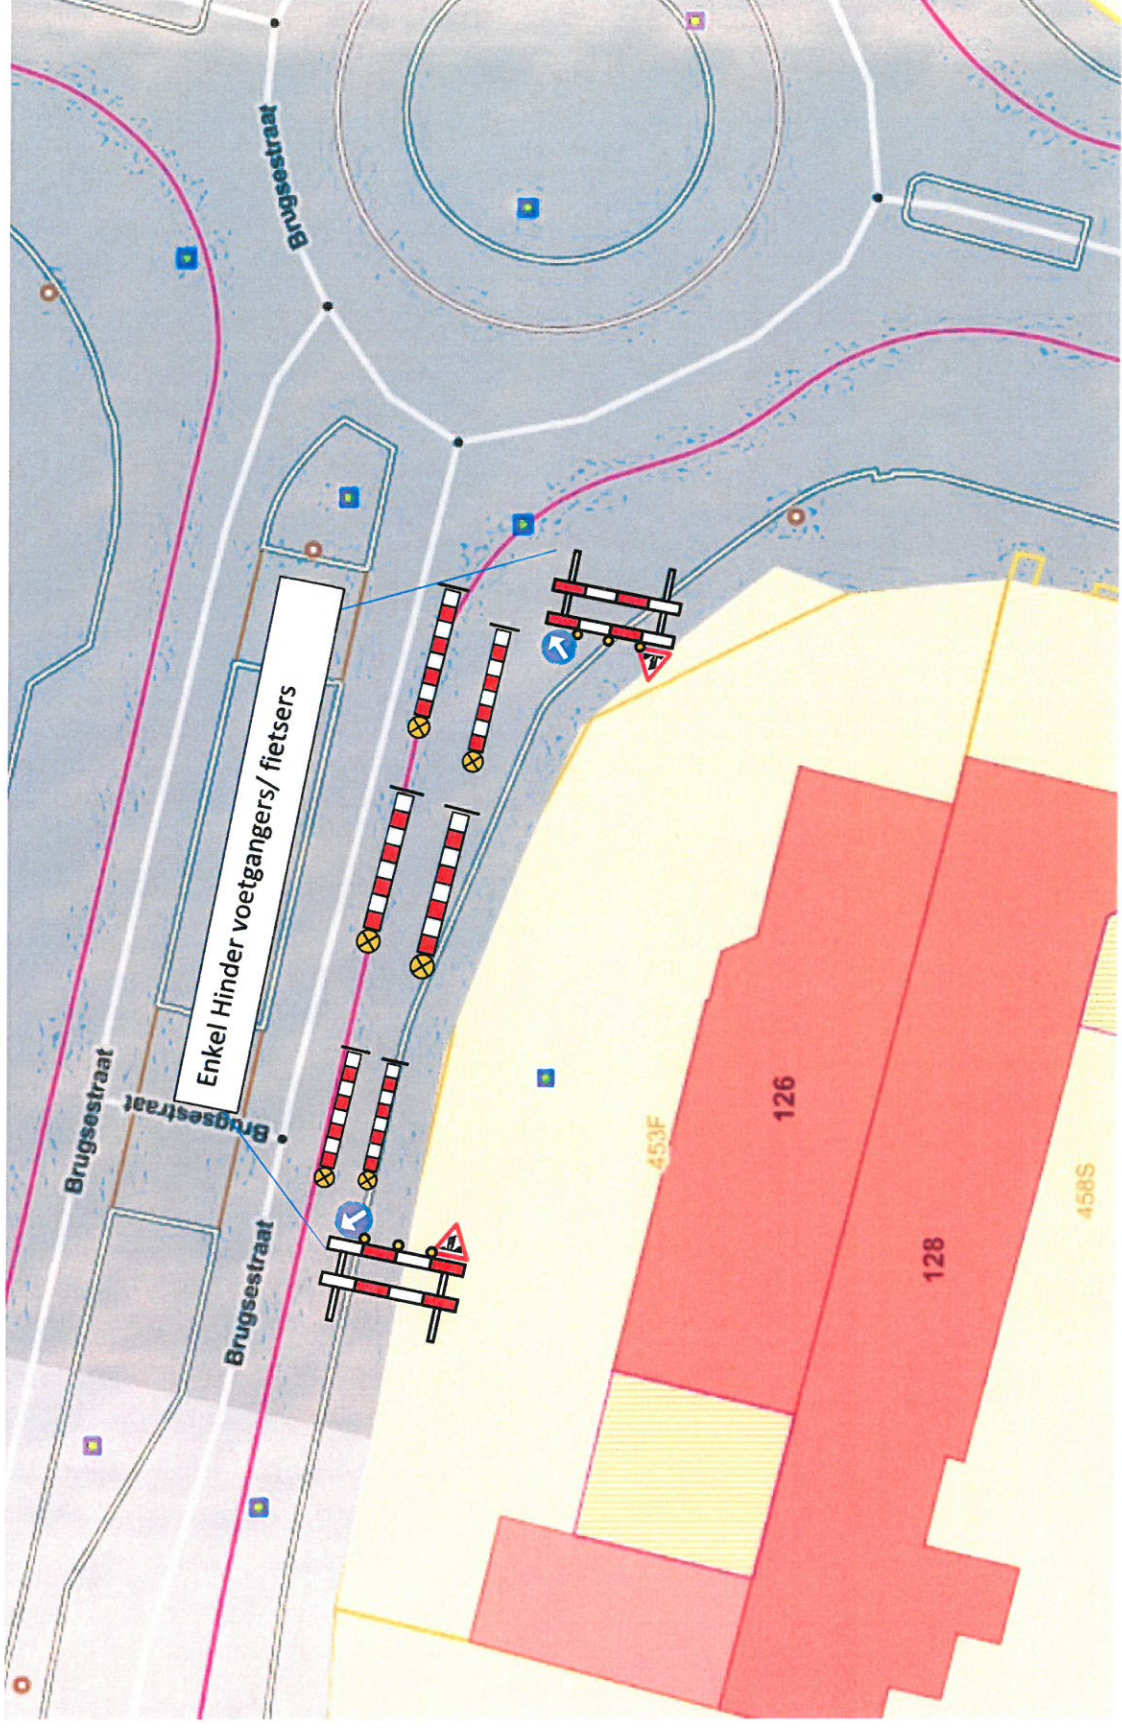 Brugsestraat
Enkel Hinder voetgangers/ fietsers
Brugsestraat
Brugsestraat
Brugsestraat
126
453F
128
458S